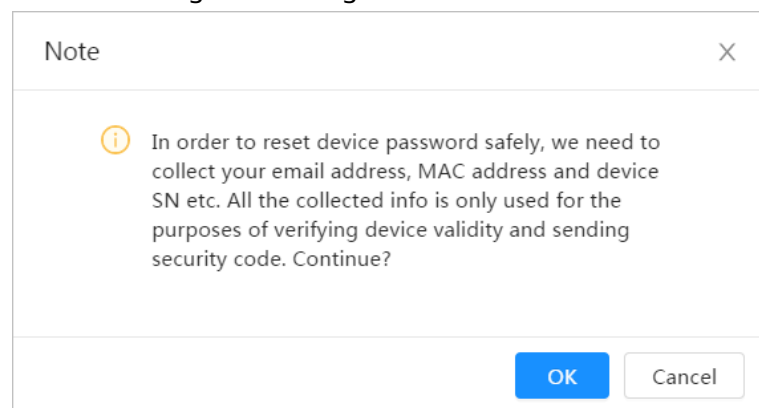 Note
X
In order to reset device password safely, we need to
collect your email address, MAC address and device
SN etc. All the collected info is only used for the
purposes of verifying device validity and sending
security code. Continue?
OK
Cancel